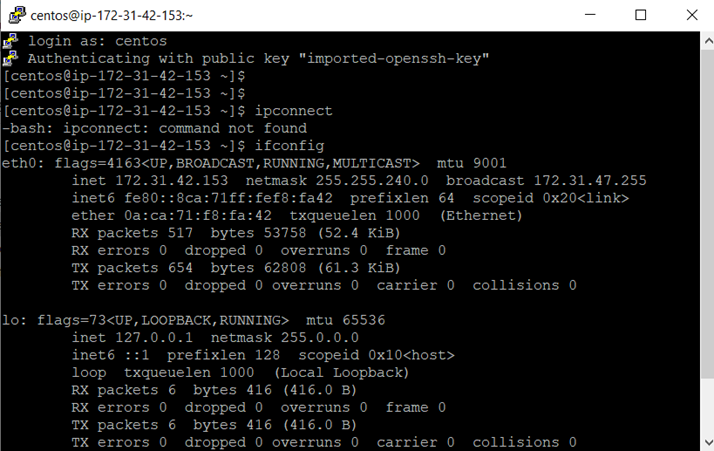 centos@ip-172-31-42-153:~
login as: centos
Authenticating with public key "imported-openssh-key"
[centos@ip-172-31-42-153 ~]$
[centos@ip-172-31-42-153 ~]$
[centos@ip-172-31-42-153 ~]$ ipconnect
-bash: ipconnect: command not found
[centos@ip-172-31-42-153 ~]$ ifconfig
eth0: flags=4163<UP,BROADCAST,RUNNING,MULTICAST>  mtu 9001
        inet 172.31.42.153  netmask 255.255.240.0  broadcast 172.31.47.255
        inet6 fe80::8ca:71ff:fef8:fa42  prefixlen 64  scopeid 0x20<link>
        ether 0a:ca:71:f8:fa:42  txqueuelen 1000  (Ethernet)
        RX packets 517  bytes 53758 (52.4 KiB)
        RX errors 0  dropped 0  overruns 0  frame 0
        TX packets 654  bytes 62808 (61.3 KiB)
        TX errors 0  dropped 0 overruns 0  carrier 0  collisions 0

lo: flags=73<UP,LOOPBACK,RUNNING>  mtu 65536
        inet 127.0.0.1  netmask 255.0.0.0
        inet6 ::1  prefixlen 128  scopeid 0x10<host>
        loop  txqueuelen 1000  (Local Loopback)
        RX packets 6  bytes 416 (416.0 B)
        RX errors 0  dropped 0  overruns 0  frame 0
        TX packets 6  bytes 416 (416.0 B)
        TX errors 0  dropped 0 overruns 0  carrier 0  collisions 0